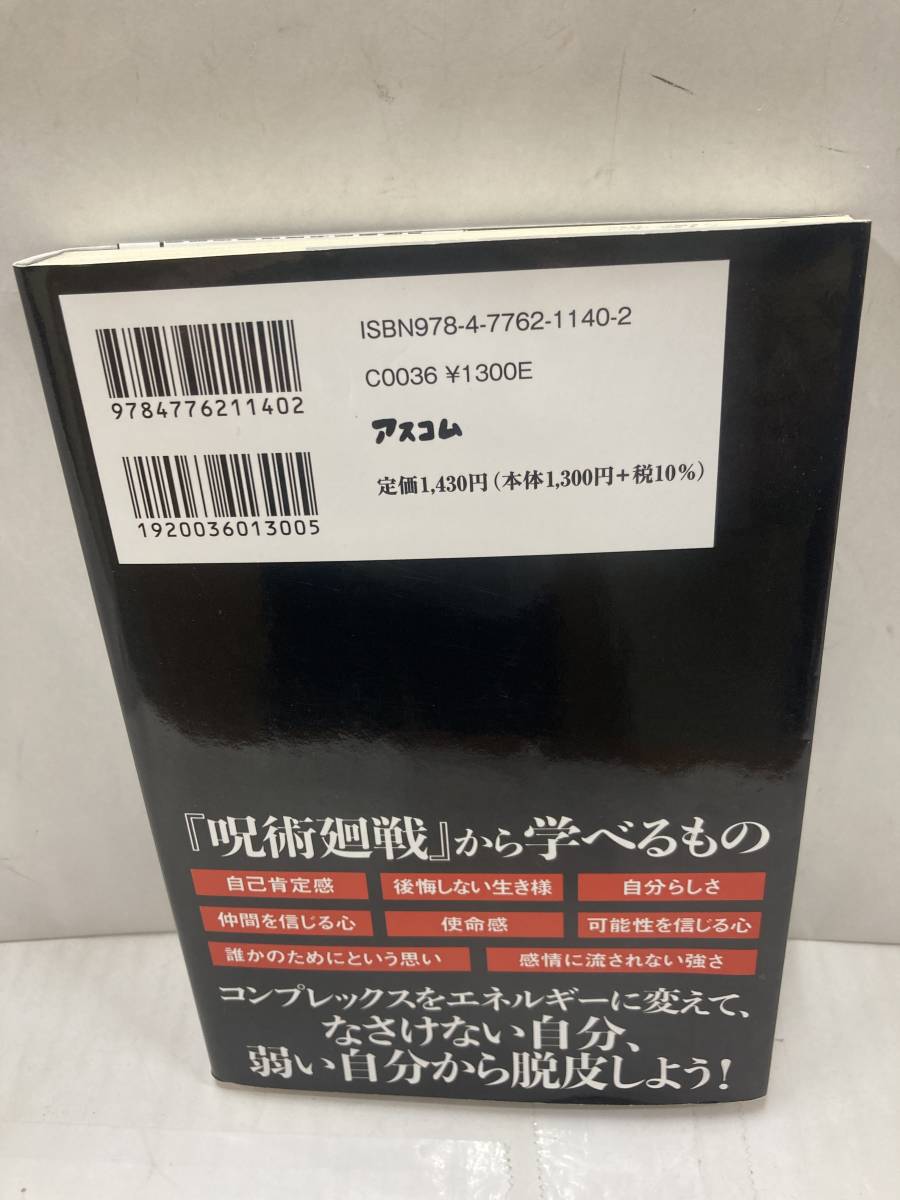 ISBN978-4-7762-1140-2
C0036 ¥1300E
9784776211402
アスコム
1920036013005
定価1,430円(本体1,300円+税10%)
『呪術廻戦』から学べるもの
自己肯定感 後悔しない生き様 自分らしさ
仲間を信じる心 使命感 可能性を信じる心
誰かのためにという思い 感情に流されない強さ
コンプレックスをエネルギーに変えて、
なさけない自分、
弱い自分から脱皮しよう!